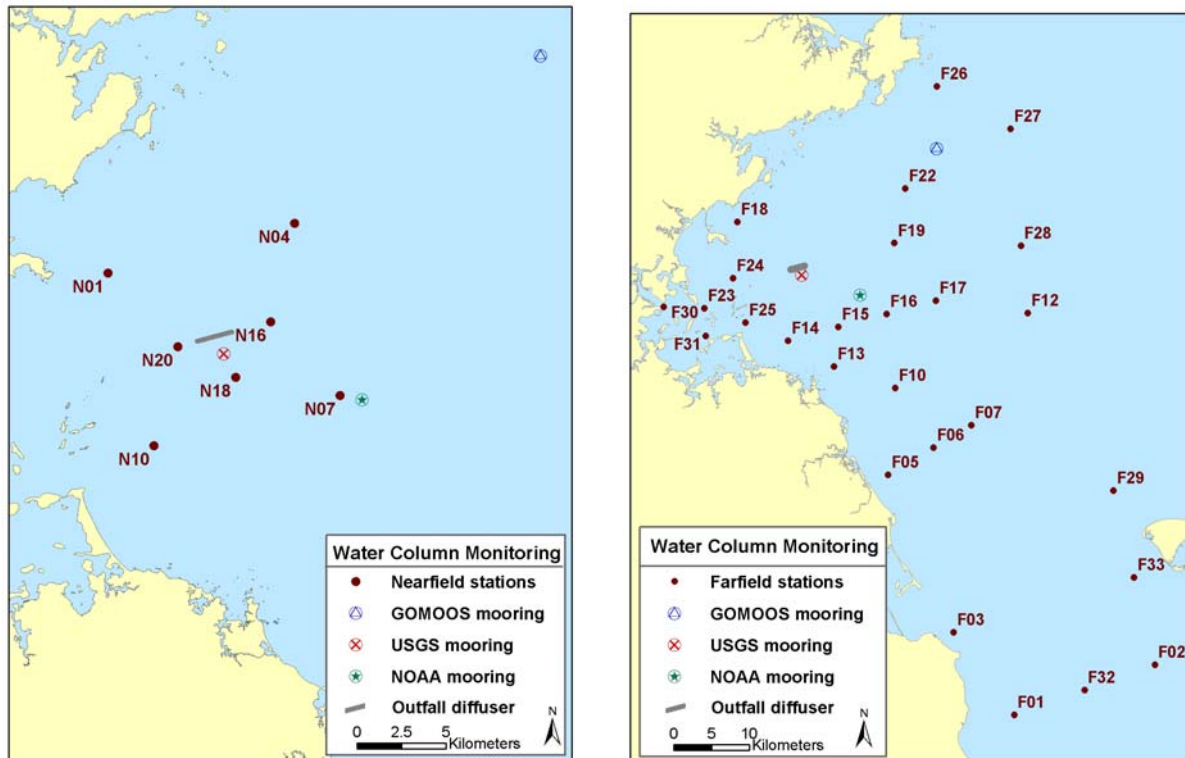 N04
N01
N16
N20
N18
N07
N10
Water Column Monitoring
Nearfield stations
GOMOOS mooring
USGS mooring
NOAA mooring
Outfall diffuser
N
0 2.5 5
Kilometers
F26
F27
F22
F18
F19
F28
F24
F17
F23
F16
F30
F25
F15
F12
F14
F31
F13
F10
F07
F06
F05
F29
F33
F03
F02
F32
F01
Water Column Monitoring
Farfield stations
GOMOOS mooring
USGS mooring
NOAA mooring
Outfall diffuser
N
0 5 10
Kilometers